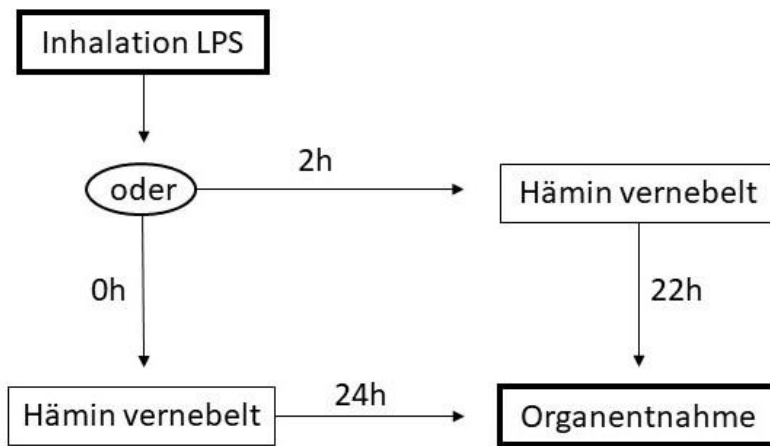 Inhalation LPS
2h
oder
Hämin vernebelt
0h
22h
24h
Hämin vernebelt
Organentnahme